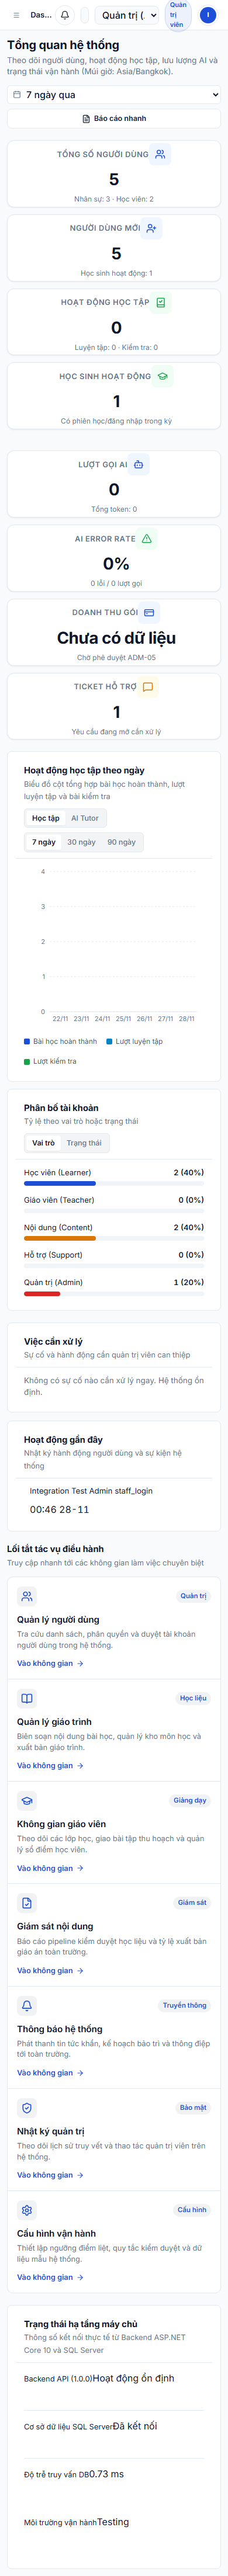 Das...
Quản trị (.
Quản
trị
viên
I
Tổng quan hệ thống
Theo dõi người dùng, hoạt động học tập, lưu lượng AI và
trạng thái vận hành (Múi giờ: Asia/Bangkok).
7 ngày qua
Báo cáo nhanh
TỔNG SỐ NGƯỜI DÙNG
5
Nhân sự: 3 · Học viên: 2
NGƯỜI DÙNG MỚI
5
Học sinh hoạt động: 1
HOẠT ĐỘNG HỌC TẬP
0
Luyện tập: 0 · Kiểm tra: 0
HỌC SINH HOẠT ĐỘNG
1
Có phiên học/đăng nhập trong kỳ
LƯỢT GỌI AI
0
Tổng token: 0
AI ERROR RATE
0%
0 lỗi / 0 lượt gọi
DOANH THU GÓI
Chưa có dữ liệu
Chờ phê duyệt ADM-05
TICKET HỖ TRỢ
1
Yêu cầu đang mở cần xử lý
Hoạt động học tập theo ngày
Biểu đồ cột tổng hợp bài học hoàn thành, lượt
luyện tập và bài kiểm tra
Học tập AI Tutor
7 ngày 30 ngày 90 ngày
4
3
2
1
0
22/11 23/11 24/11 25/11 26/11 27/11 28/11
Bài học hoàn thành Lượt luyện tập
Lượt kiểm tra
Phân bố tài khoản
Tỷ lệ theo vai trò hoặc trạng thái
Vai trò Trạng thái
Học viên (Learner) 2 (40%)
Giáo viên (Teacher) 0 (0%)
Nội dung (Content) 2 (40%)
Hỗ trợ (Support) 0 (0%)
Quản trị (Admin) 1 (20%)
Việc cần xử lý
Sự cố và hành động cần quản trị viên can thiệp
Không có sự cố nào cần xử lý ngay. Hệ thống ổn
định.
Hoạt động gần đây
Nhật ký hành động người dùng và sự kiện hệ
thống
Integration Test Admin staff_login
00:46 28-11
Lối tắt tác vụ điều hành
Truy cập nhanh tới các không gian làm việc chuyên biệt
Quản trị
Quản lý người dùng
Tra cứu danh sách, phân quyền và duyệt tài khoản
người dùng trong hệ thống.
Vào không gian →
Học liệu
Quản lý giáo trình
Biên soạn nội dung bài học, quản lý kho môn học và
xuất bản giáo trình.
Vào không gian →
Giảng dạy
Không gian giáo viên
Theo dõi các lớp học, giao bài tập thu hoạch và quản
lý sổ điểm học viên.
Vào không gian →
Giám sát
Giám sát nội dung
Báo cáo pipeline kiểm duyệt học liệu và tỷ lệ xuất bản
giáo án toàn trường.
Vào không gian →
Truyền thông
Thông báo hệ thống
Phát thanh tin tức khẩn, kế hoạch bảo trì và thông điệp
tới toàn trường.
Vào không gian →
Bảo mật
Nhật ký quản trị
Theo dõi lịch sử truy vết và thao tác quản trị viên trên
hệ thống.
Vào không gian →
Cấu hình
Cấu hình vận hành
Thiết lập ngưỡng điểm liệt, quy tắc kiểm duyệt và dữ
liệu mẫu hệ thống.
Vào không gian →
Trạng thái hạ tầng máy chủ
Thông số kết nối thực tế từ Backend ASP.NET
Core 10 và SQL Server
Backend API (1.0.0)Hoạt động ổn định
Cơ sở dữ liệu SQL ServerĐã kết nối
Độ trễ truy vấn DB0.73 ms
Môi trường vận hànhTesting